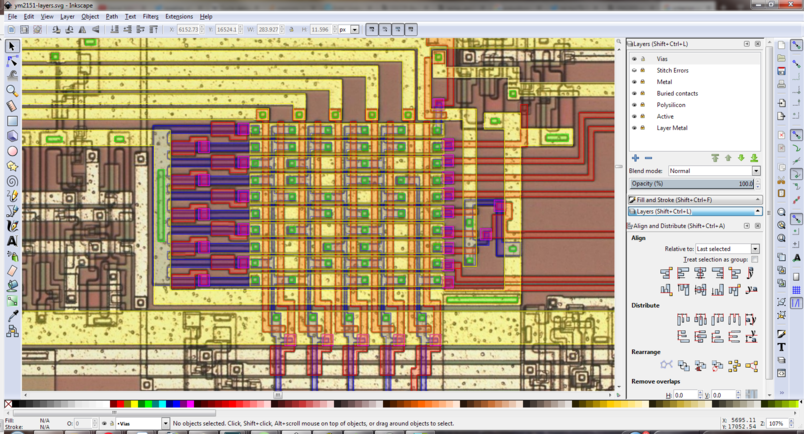 ym2151-layers.svg - Inkscape
File Edit View Layer Object Path Text Filters Extensions Help
X: 6152.73 Y: 16524.1 W: 283.927 H: 11.596 px
Layers (Shift+Ctrl+L)
Vias
Stitch Errors
Metal
Buried contacts
Polysilicon
Active
Layer Metal
Blend mode: Normal
Opacity (%) 100.0
Fill and Stroke (Shift+Ctrl+F)
Layers (Shift+Ctrl+L)
Align and Distribute (Shift+Ctrl+A)
Align
Relative to: Last selected
Treat selection as group:
Distribute
Rearrange
Remove overlaps
H: 0.0 V: 0.0
Fill: N/A
Stroke: N/A
O: 0
•Vias
No objects selected. Click, Shift+click, Alt+scroll mouse on top of objects, or drag around objects to select.
X: 5695.11
Y: 17052.54
Z: 107%